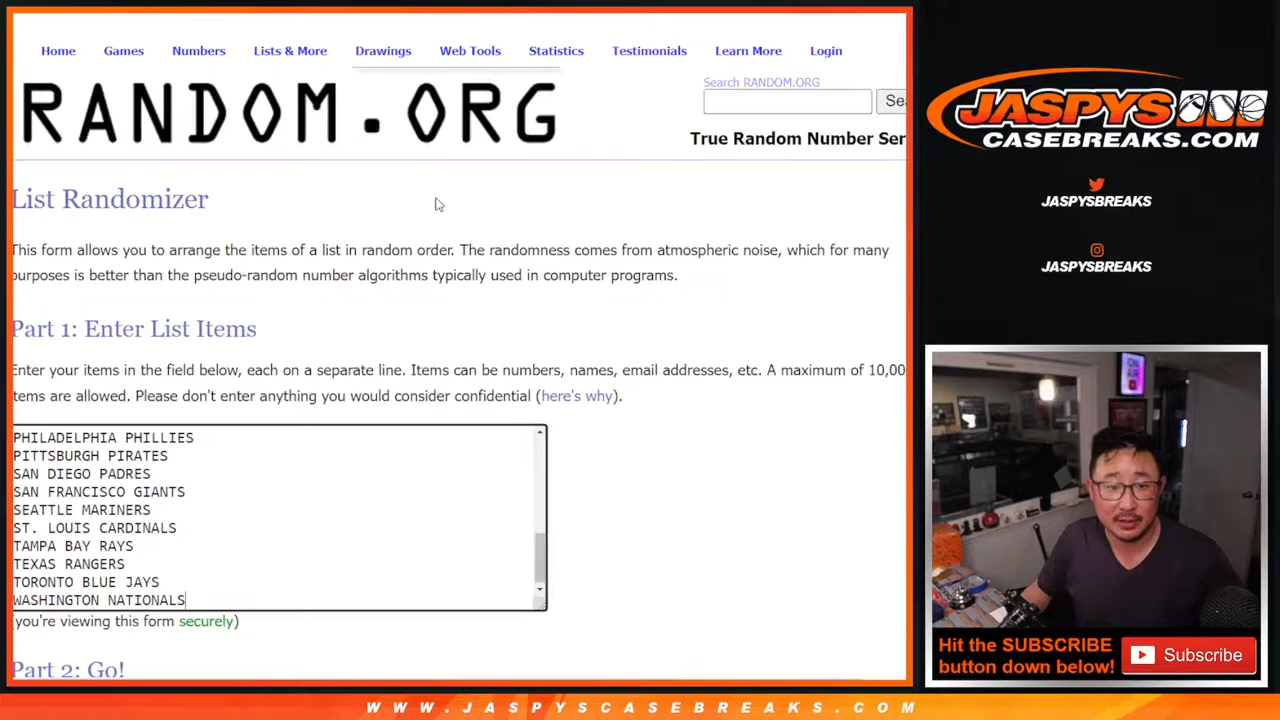 Home Games Numbers Lists & More Drawings Web Tools Statistics Testimonials Learn More Login
RANDOM.ORG
Search RANDOM.ORG
Sea
True Random Number Ser
List Randomizer
This form allows you to arrange the items of a list in random order. The randomness comes from atmospheric noise, which for many
purposes is better than the pseudo-random number algorithms typically used in computer programs.
Part 1: Enter List Items
Enter your items in the field below, each on a separate line. Items can be numbers, names, email addresses, etc. A maximum of 10,00
items are allowed. Please don't enter anything you would consider confidential (here's why).
PHILADELPHIA PHILLIES
PITTSBURGH PIRATES
SAN DIEGO PADRES
SAN FRANCISCO GIANTS
SEATTLE MARINERS
ST. LOUIS CARDINALS
TAMPA BAY RAYS
TEXAS RANGERS
TORONTO BLUE JAYS
WASHINGTON NATIONALS
(you're viewing this form securely)
Part 2: Go!
JASPYS
CASEBREAKS.COM
JASPYSBREAKS
JASPYSBREAKS
Hit the SUBSCRIBE
button down below!
Subscribe
WWW.JASPYSCASEBREAKS.COM